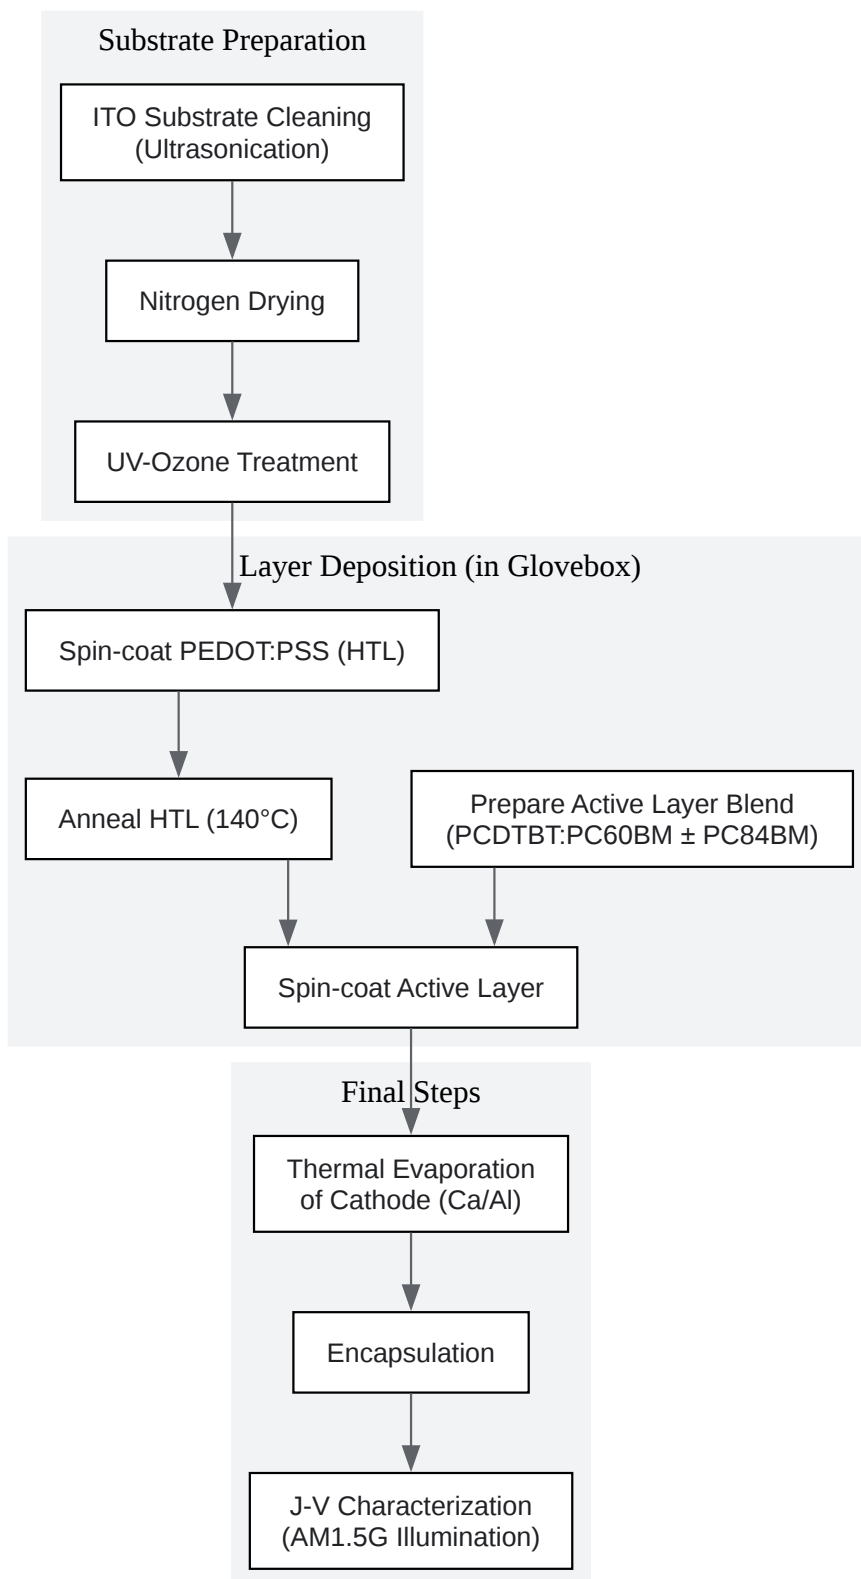 Substrate Preparation
ITO Substrate Cleaning
(Ultrasonication)
Nitrogen Drying
UV-Ozone Treatment
Layer Deposition (in Glovebox)
Spin-coat PEDOT:PSS (HTL)
Anneal HTL (140°C)
Prepare Active Layer Blend
(PCDTBT:PC60BM ± PC84BM)
Spin-coat Active Layer
Final Steps
Thermal Evaporation
of Cathode (Ca/Al)
Encapsulation
J-V Characterization
(AM1.5G Illumination)